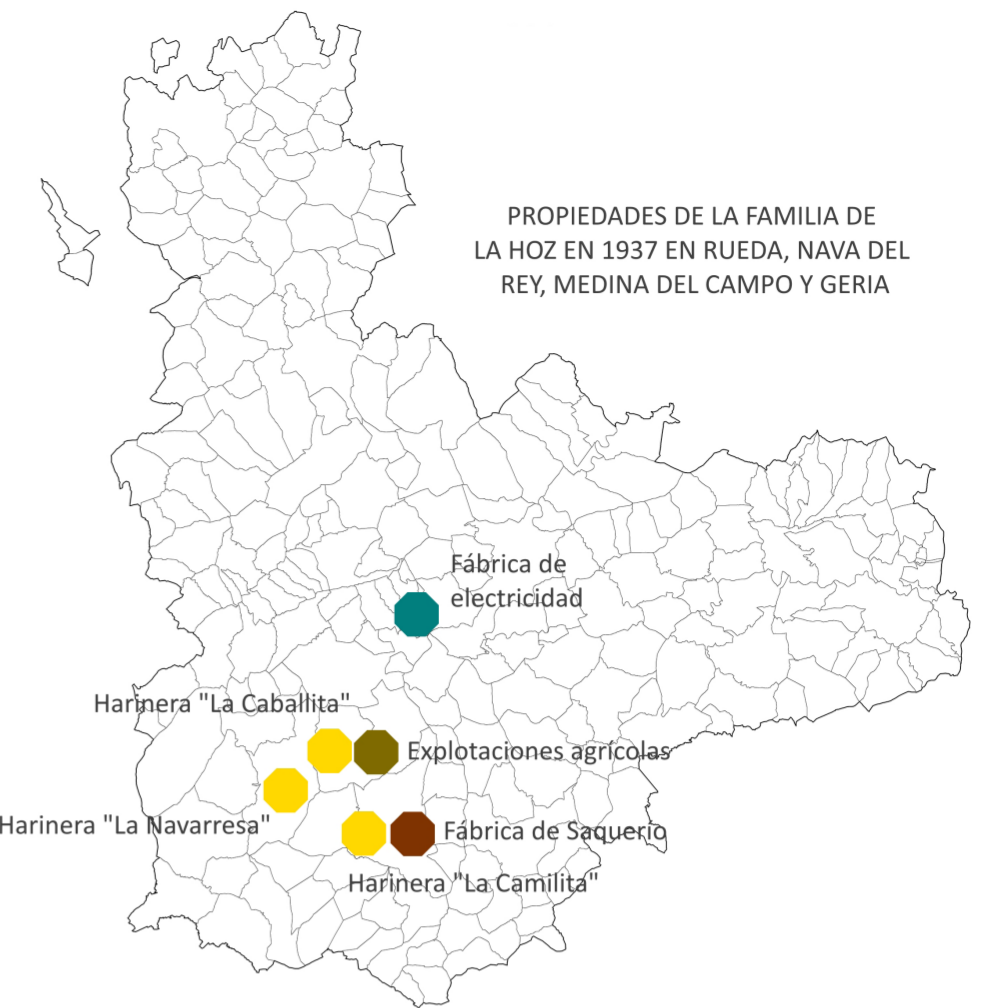 PROPIEDADES DE LA FAMILIA DE
LA HOZ EN 1937 EN RUEDA, NAVA DEL
REY, MEDINA DEL CAMPO Y GERIA
Fábrica de
electricidad
Harinera "La Caballita"
Explotaciones agrícolas
Harinera "La Navarresa"
Fábrica de Saquerío
Harinera "La Camilita"